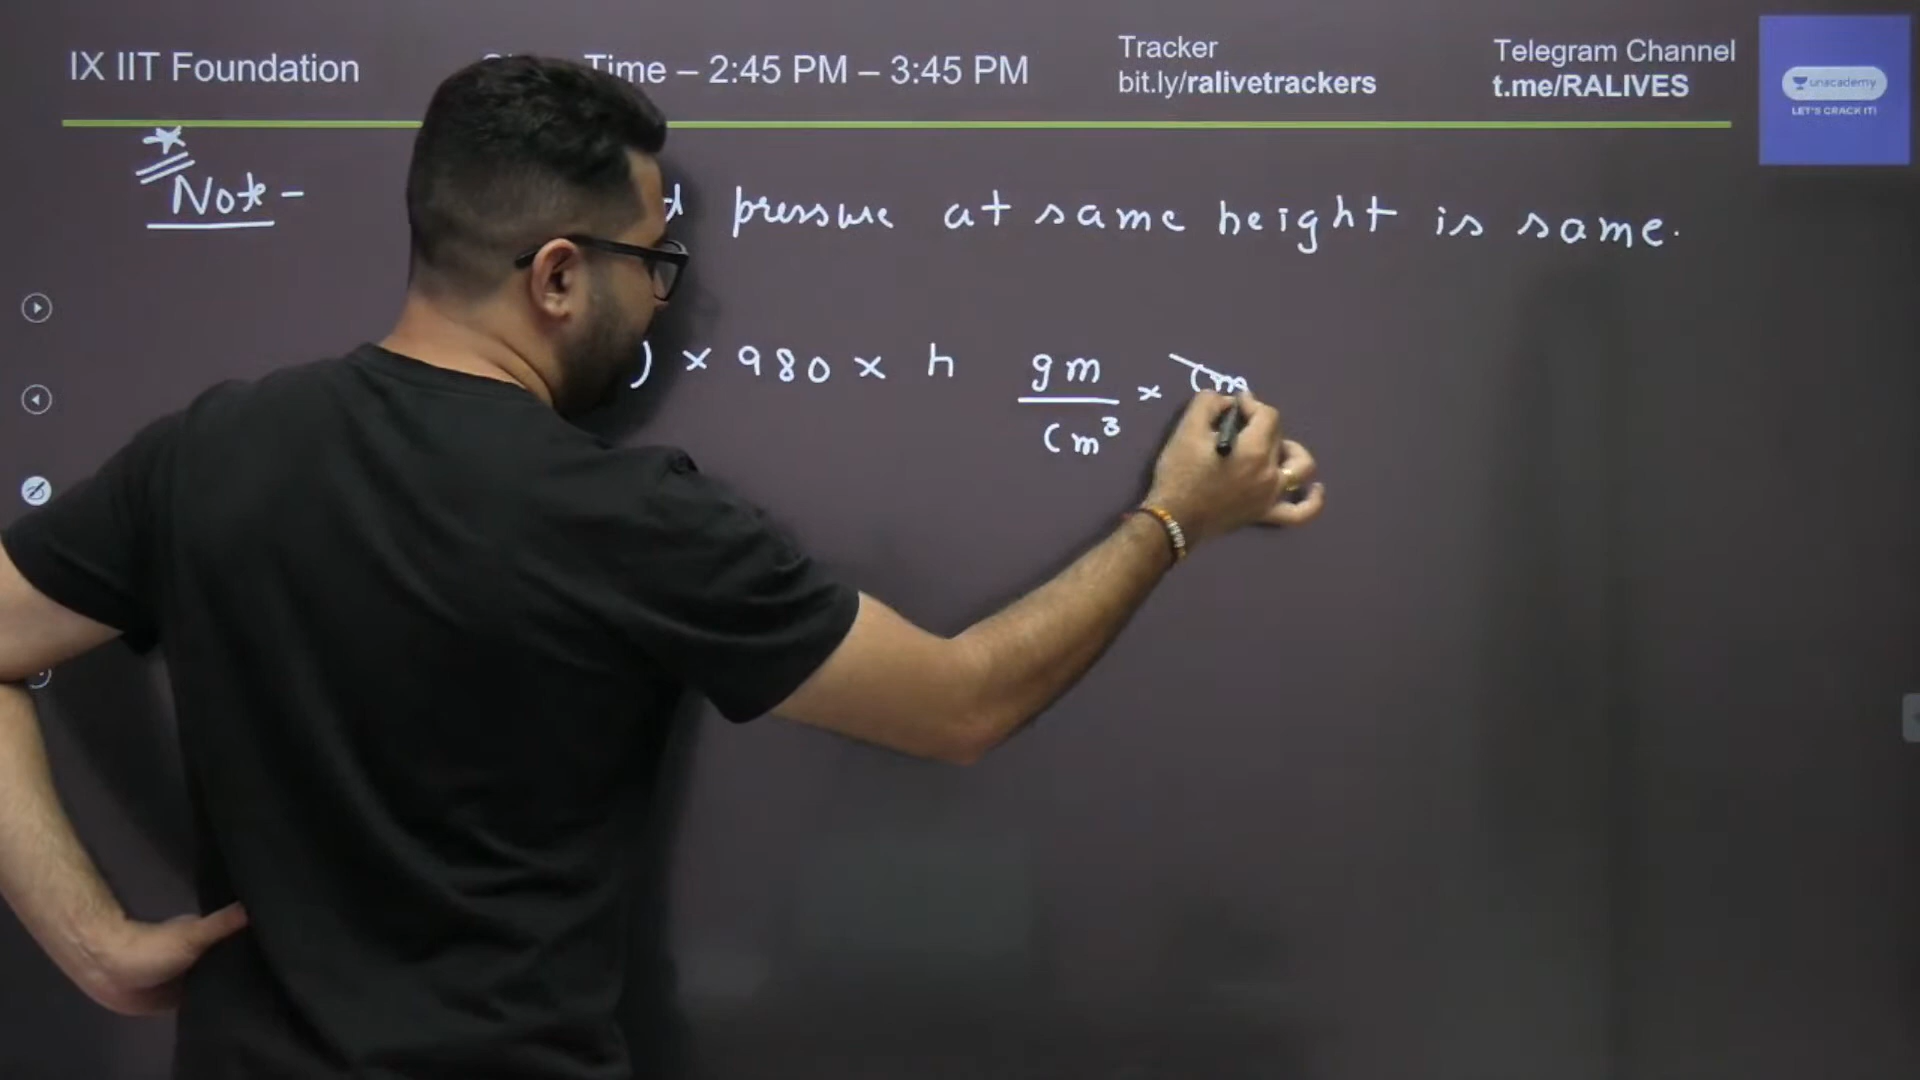 IX IIT Foundation
Time – 2:45 PM – 3:45 PM
Tracker
bit.ly/ralivetrackers
Telegram Channel
t.me/RALIVES
unacademy
LET'S CRACK IT!
Note - pressure at same height is same.
) × 980 × h gm / cm³ × cm